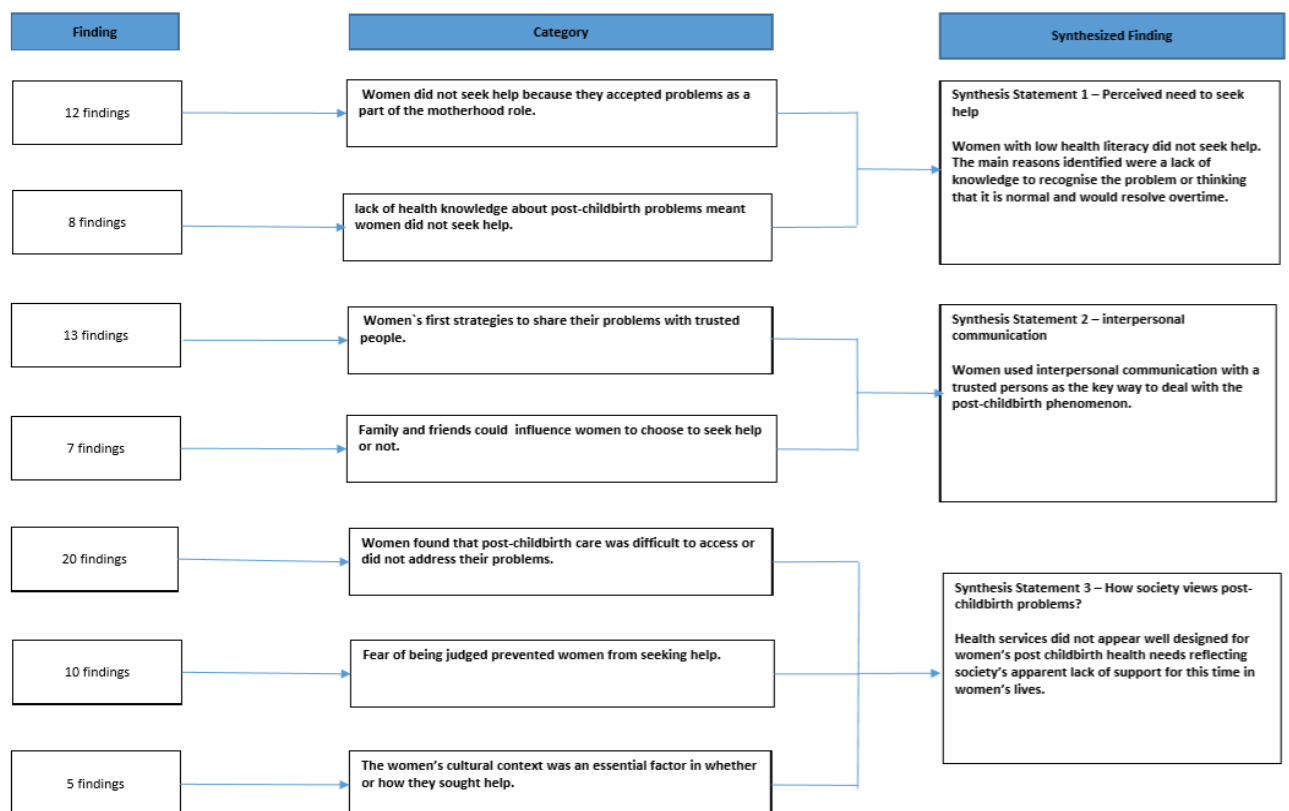 Finding
Category
Synthesized Finding
12 findings
Women did not seek help because they accepted problems as a
part of the motherhood role.
8 findings
lack of health knowledge about post-childbirth problems meant
women did not seek help.
Synthesis Statement 1 – Perceived need to seek
help
Women with low health literacy did not seek help.
The main reasons identified were a lack of
knowledge to recognise the problem or thinking
that it is normal and would resolve overtime.
13 findings
Women`s first strategies to share their problems with trusted
people.
7 findings
Family and friends could influence women to choose to seek help
or not.
Synthesis Statement 2 – interpersonal
communication
Women used interpersonal communication with a
trusted persons as the key way to deal with the
post-childbirth phenomenon.
20 findings
Women found that post-childbirth care was difficult to access or
did not address their problems.
10 findings
Fear of being judged prevented women from seeking help.
5 findings
The women’s cultural context was an essential factor in whether
or how they sought help.
Synthesis Statement 3 – How society views post-
childbirth problems?
Health services did not appear well designed for
women’s post childbirth health needs reflecting
society’s apparent lack of support for this time in
women’s lives.